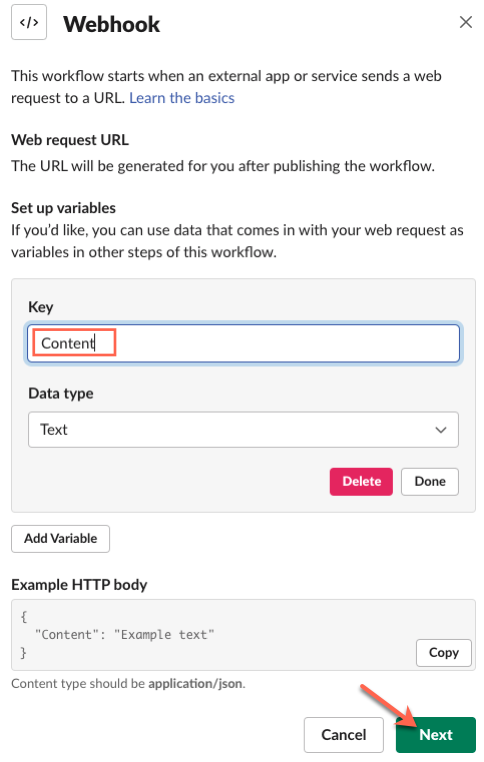 </>
Webhook
This workflow starts when an external app or service sends a web
request to a URL. Learn the basics
Web request URL
The URL will be generated for you after publishing the workflow.
Set up variables
If you’d like, you can use data that comes in with your web request as
variables in other steps of this workflow.
Key
Content
Data type
Text
Delete Done
Add Variable
Example HTTP body
{
"Content": "Example text"
}
Copy
Content type should be application/json.
Cancel Next